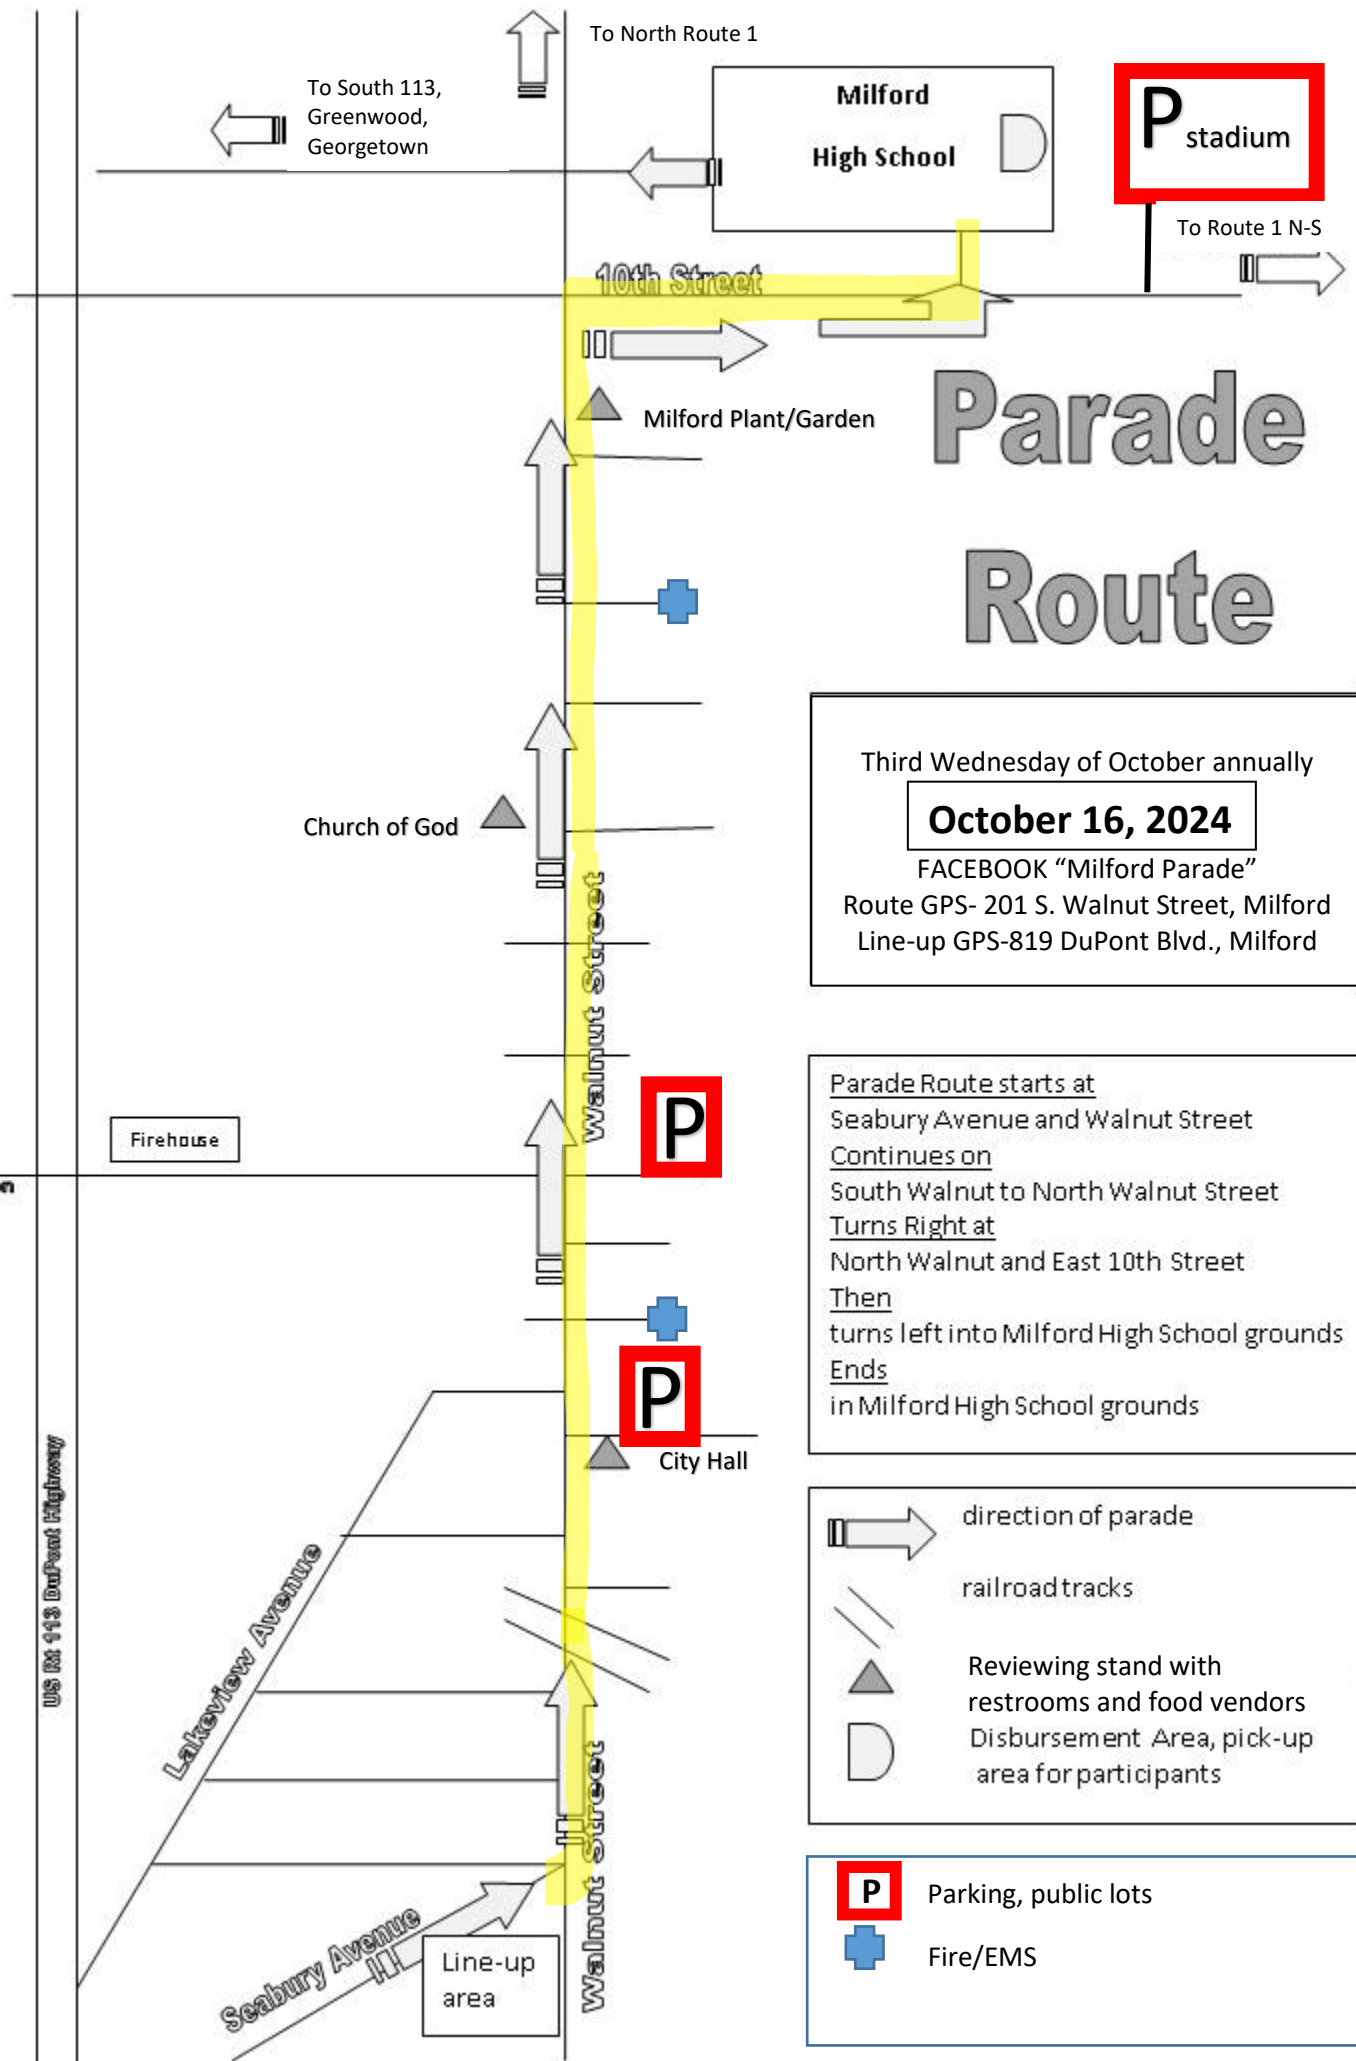 To North Route 1
To South 113,
Greenwood,
Georgetown
Milford
High School
P stadium
To Route 1 N-S
10th Street
Milford Plant/Garden
Parade
Route
Third Wednesday of October annually
October 16, 2024
FACEBOOK “Milford Parade”
Route GPS- 201 S. Walnut Street, Milford
Line-up GPS-819 DuPont Blvd., Milford
Church of God
Walnut Street
P
Firehouse
Parade Route starts at
Seabury Avenue and Walnut Street
Continues on
South Walnut to North Walnut Street
Turns Right at
North Walnut and East 10th Street
Then
turns left into Milford High School grounds
Ends
in Milford High School grounds
P
City Hall
US Rt 113 DuPont Highway
Lakeview Avenue
direction of parade
railroad tracks
Reviewing stand with
restrooms and food vendors
Disbursement Area, pick-up
area for participants
Walnut Street
Seabury Avenue
Line-up
area
P Parking, public lots
Fire/EMS